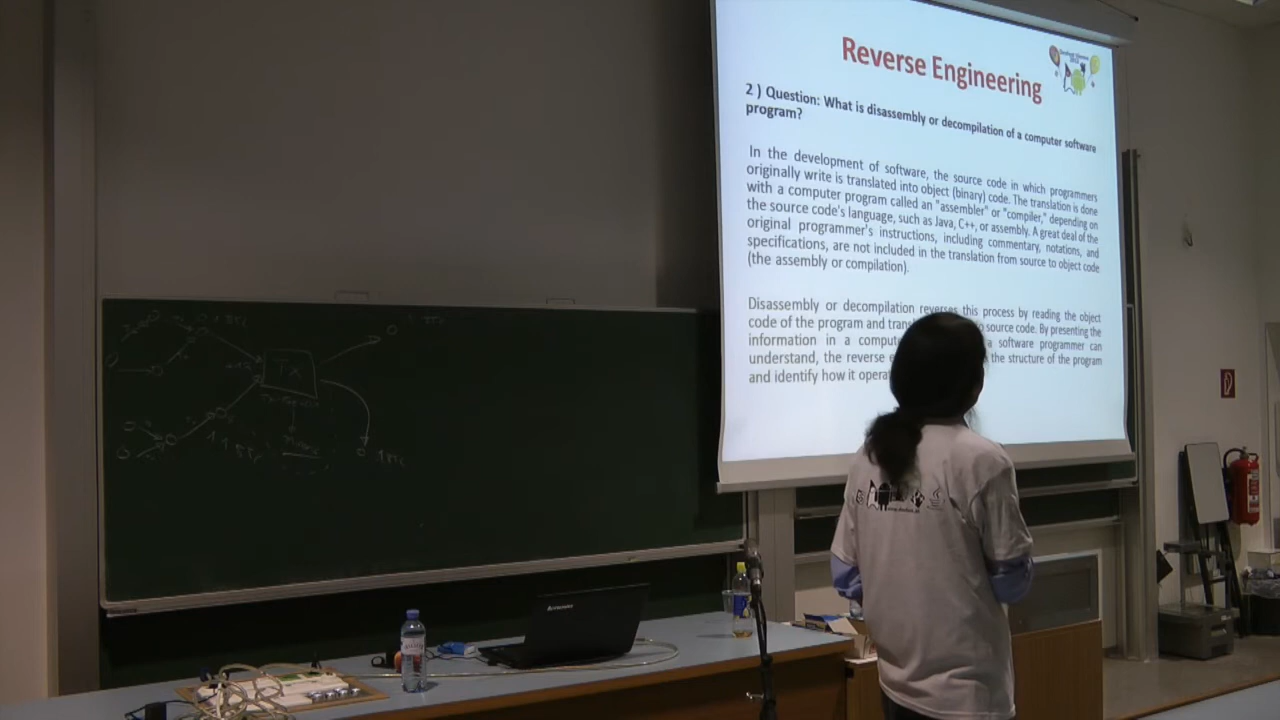 Reverse Engineering
2 ) Question: What is disassembly or decompilation of a computer software
program?
In the development of software, the source code in which programmers
originally write is translated into object (binary) code. The translation is done
with a computer program called an "assembler" or "compiler," depending on
the source code's language, such as Java, C++, or assembly. A great deal of the
original programmer's instructions, including commentary, notations, and
specifications, are not included in the translation from source to object code
(the assembly or compilation).
Disassembly or decompilation reverses this process by reading the object
code of the program and source code. By presenting the
information in a a software programmer can
understand, the reverse the structure of the program
and identify how it
Tx
lenovo